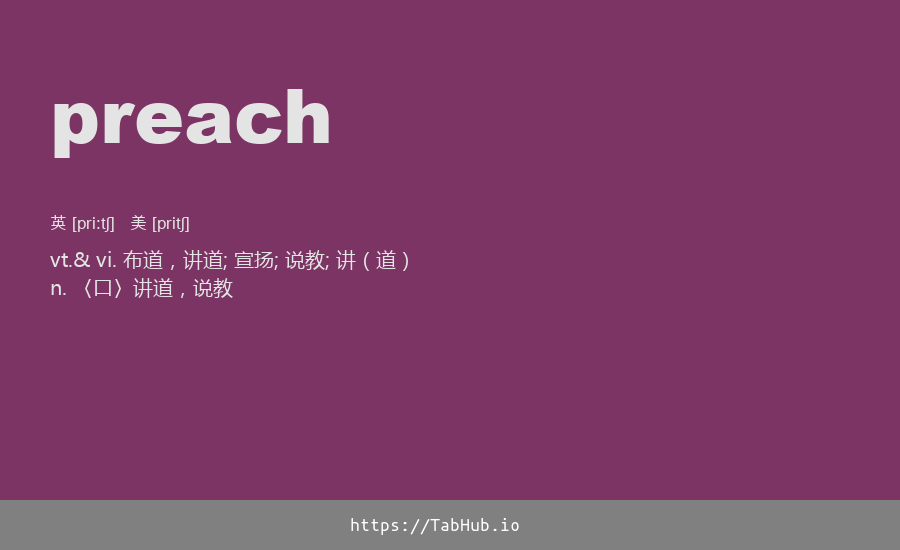 preach
英 [pri:tʃ] 美 [pritʃ]
vt.& vi. 布道，讲道; 宣扬; 说教; 讲（道）
n. 〈口〉讲道，说教
https://TabHub.io